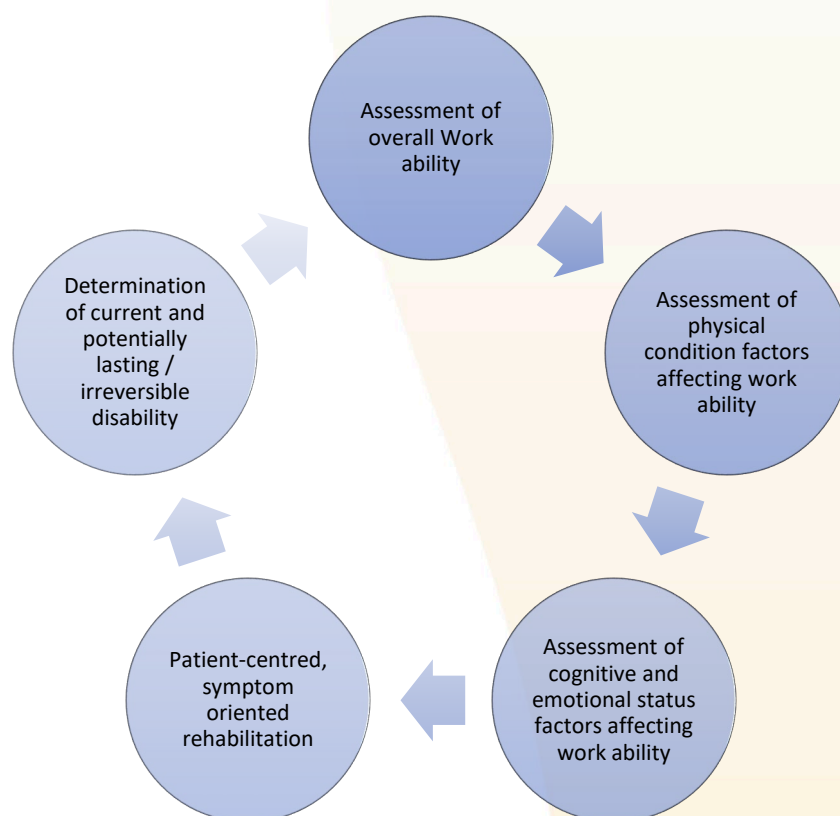 Assessment of
overall Work
ability
Assessment of
physical
condition factors
affecting work
ability
Assessment of
cognitive and
emotional status
factors affecting
work ability
Patient-centred,
symptom
oriented
rehabilitation
Determination
of current and
potentially
lasting /
irreversible
disability